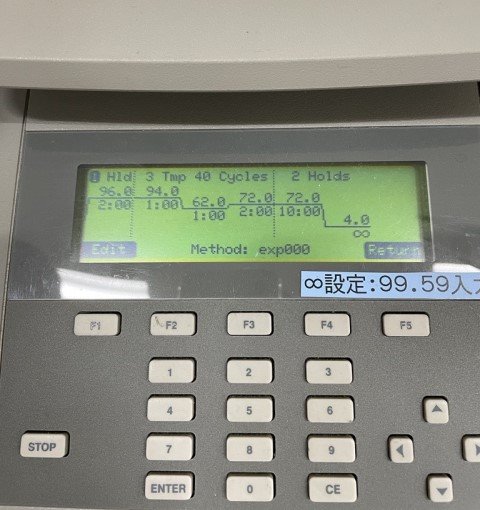 1 Hld 3 Tmp 40 Cycles 2 Holds
96.0 94.0 62.0 72.0 72.0 4.0
2:00 1:00 1:00 2:00 10:00 ∞
Edit Method: exp000 Return
∞設定:99.59入力
F1 F2 F3 F4 F5
1 2 3
4 5 6
STOP 7 8 9
ENTER 0 CE